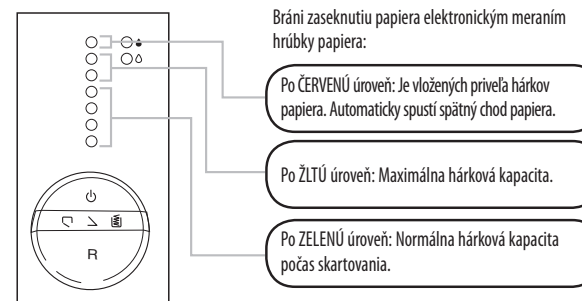 Bráni zaseknutiu papiera elektronickým meraním
hrúbky papiera:
Po ČERVENÚ úroveň: Je vložených priveľa hárkov
papiera. Automaticky spustí spätný chod papiera.
Po ŽLTÚ úroveň: Maximálna hárková kapacita.
Po ZELENÚ úroveň: Normálna hárková kapacita
počas skartovania.
R